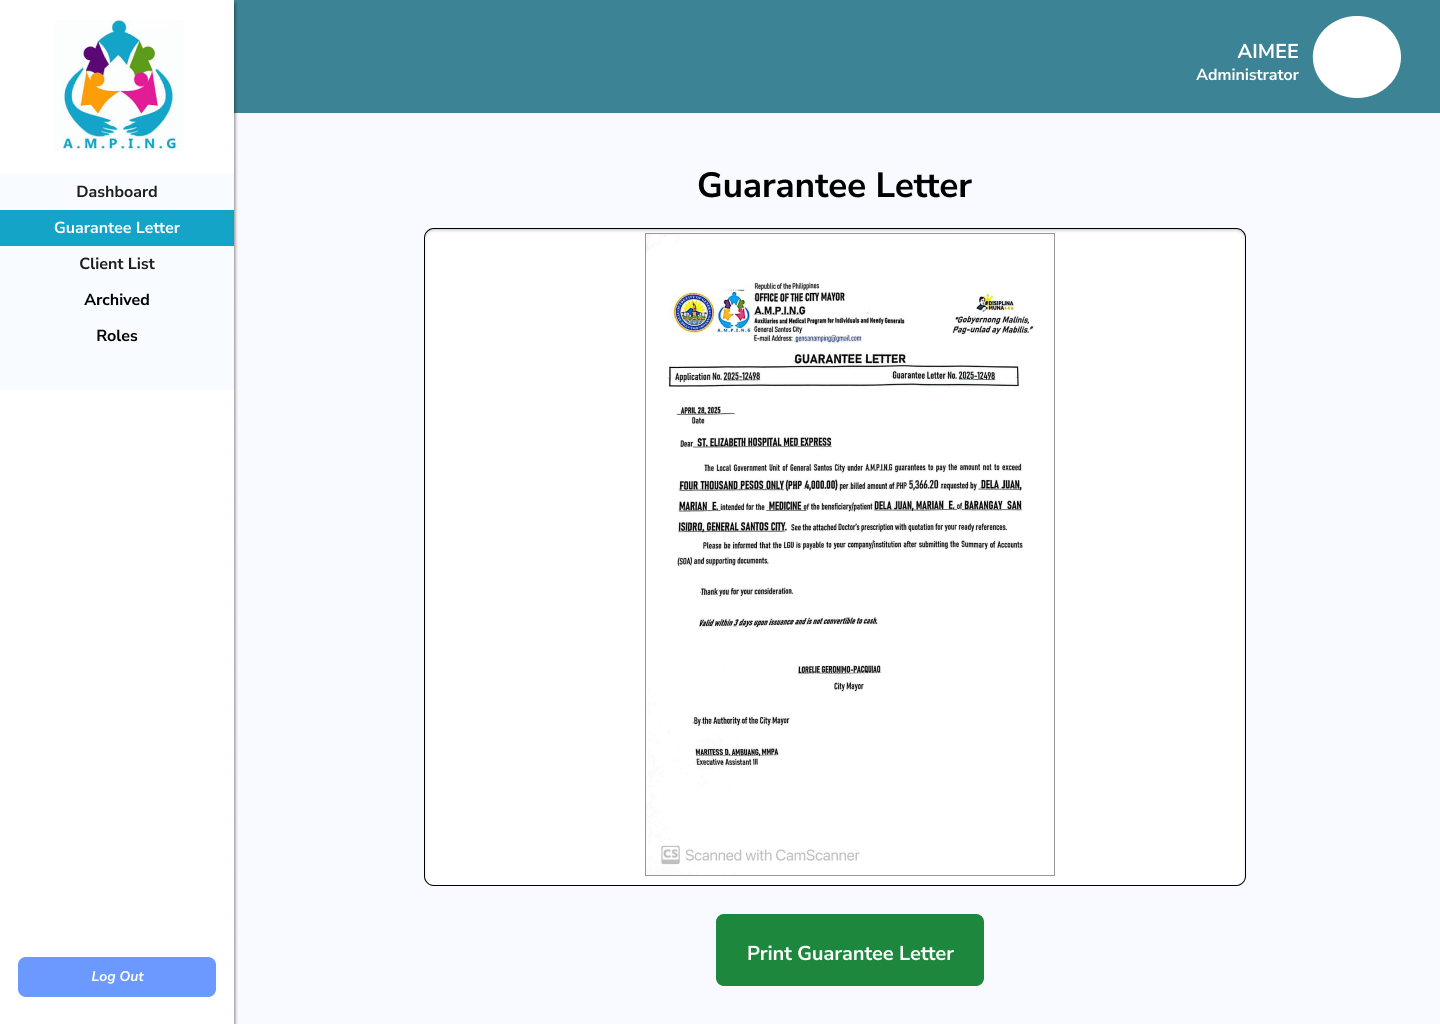 A.M.P.I.N.G
Dashboard
Guarantee Letter
Client List
Archived
Roles
Log Out
AIMEE
Administrator
Guarantee Letter
Republic of the Philippines
OFFICE OF THE CITY MAYOR
A.M.P.I.N.G
Auxiliaries and Medical Program for Individuals and Needy Generals
General Santos City
E-mail Address: gensanamping@gmail.com
A.M.P.I.N.G
DISIPLINA
MUNA
"Gobyernong Malinis,
Pag-unlad ay Mabilis."
GUARANTEE LETTER
Application No. 2025-12498 Guarantee Letter No. 2025-12498
APRIL 28, 2025
Date
Dear ST. ELIZABETH HOSPITAL MED EXPRESS
The Local Government Unit of General Santos City under A.M.P.I.N.G guarantees to pay the amount not to exceed
FOUR THOUSAND PESOS ONLY (PHP 4,000.00) per billed amount of PHP 5,366.20 requested by DELA JUAN,
MARIAN E. intended for the MEDICINE of the beneficiary/patient DELA JUAN, MARIAN E. of BARANGAY SAN
ISIDRO, GENERAL SANTOS CITY. See the attached Doctor's prescription with quotation for your ready references.
Please be informed that the LGU is payable to your company/institution after submitting the Summary of Accounts
(SOA) and supporting documents.
Thank you for your consideration.
Valid within 3 days upon issuance and is not convertible to cash.
LORELIE GERONIMO-PACQUIAO
City Mayor
By the Authority of the City Mayor
MARITESS D. AMBUANG, MMPA
Executive Assistant III
CS Scanned with CamScanner
Print Guarantee Letter